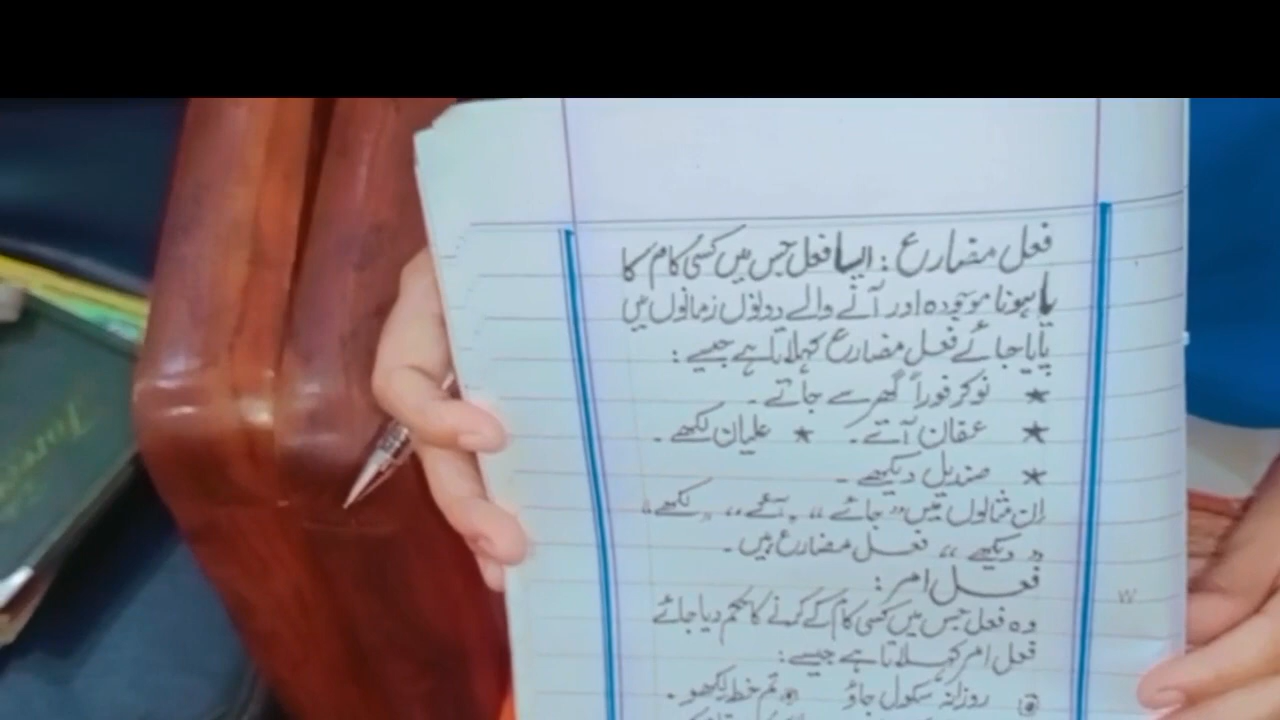 فعل مضارع : ایسا فعل جس میں کسی کام کا
یا ہونا موجودہ اور آنے والے دونوں زمانوں میں
پایا جائے فعل مضارع کہلاتا ہے جیسے :
★ نوکر فوراً گھر سے جاتے ۔
★ عفان آتے ۔ ★ علیان لکھے ۔
★ صندیل دیکھے ۔
ان مثالوں میں " جائے " ، " آئے " ، " لکھے "
" دیکھے " فعل مضارع ہیں ۔
فعل امر :
وہ فعل جس میں کسی کام کے کرنے کا حکم دیا جائے
فعل امر کہلاتا ہے جیسے :
روزانہ سکول جاؤ تم خط لکھو ۔